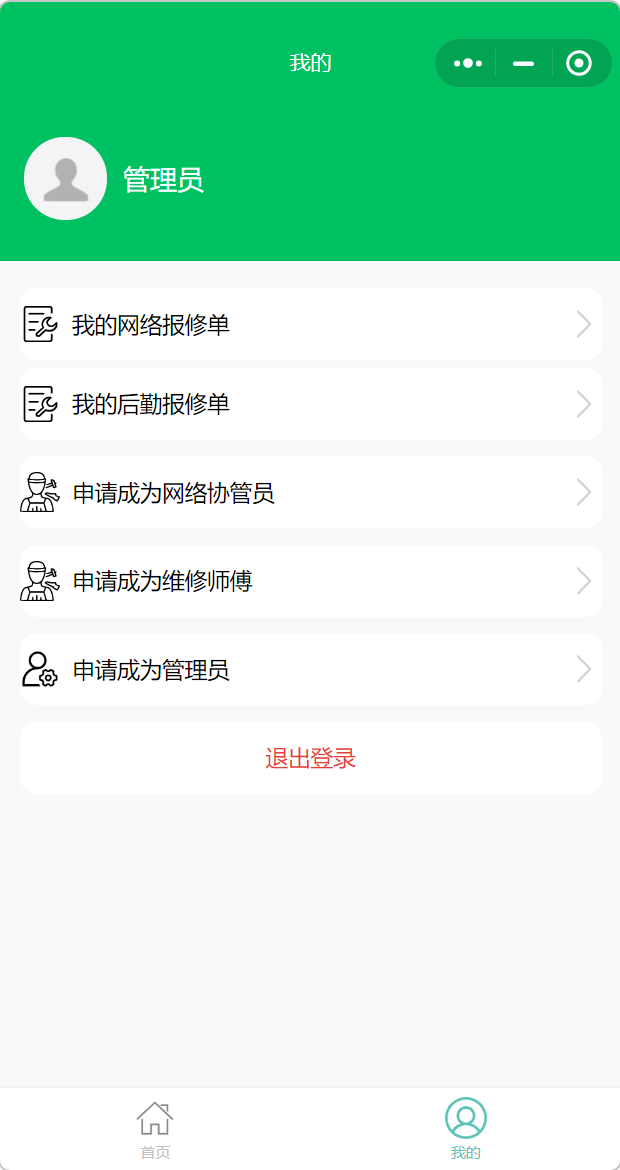 我的
管理员
我的网络报修单
我的后勤报修单
申请成为网络协管员
申请成为维修师傅
申请成为管理员
退出登录
首页
我的